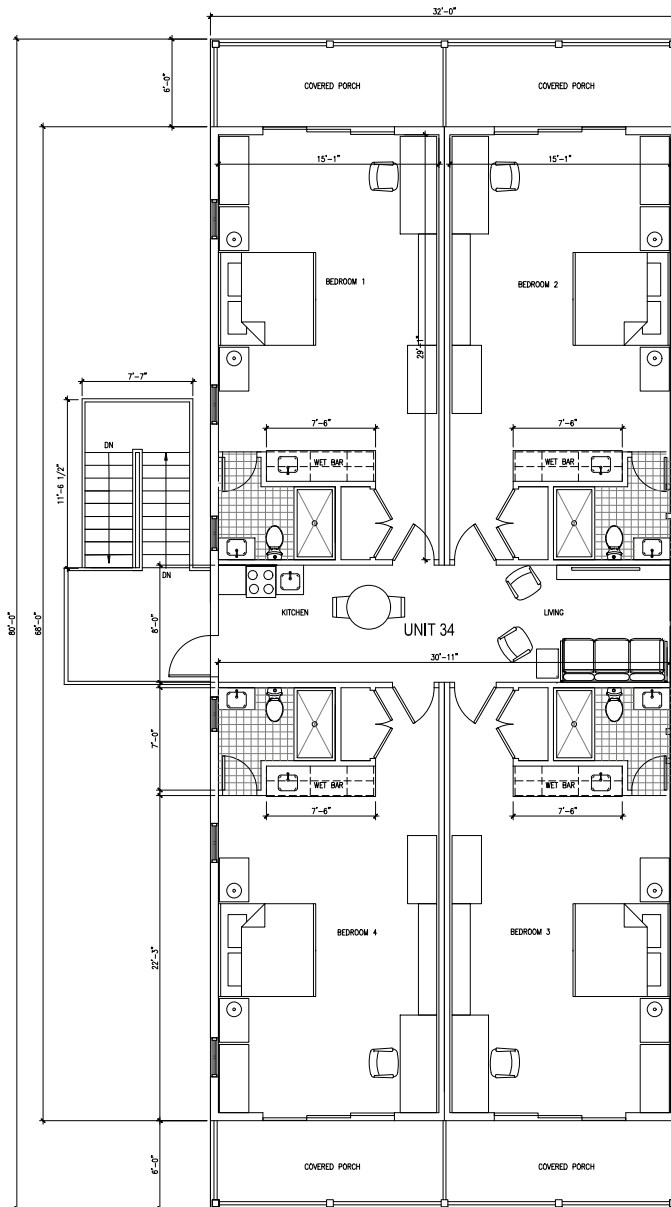 32'-0"
6'-0"
COVERED PORCH
COVERED PORCH
15'-1"
15'-1"
BEDROOM 1
BEDROOM 2
29'-1"
7'-7"
7'-6"
7'-6"
DN
WET BAR
WET BAR
11'-6 1/2"
DN
80'-0"
68'-0"
8'-0"
KITCHEN
LIVING
UNIT 34
30'-11"
7'-0"
WET BAR
WET BAR
7'-6"
7'-6"
BEDROOM 4
BEDROOM 3
22'-3"
6'-0"
COVERED PORCH
COVERED PORCH